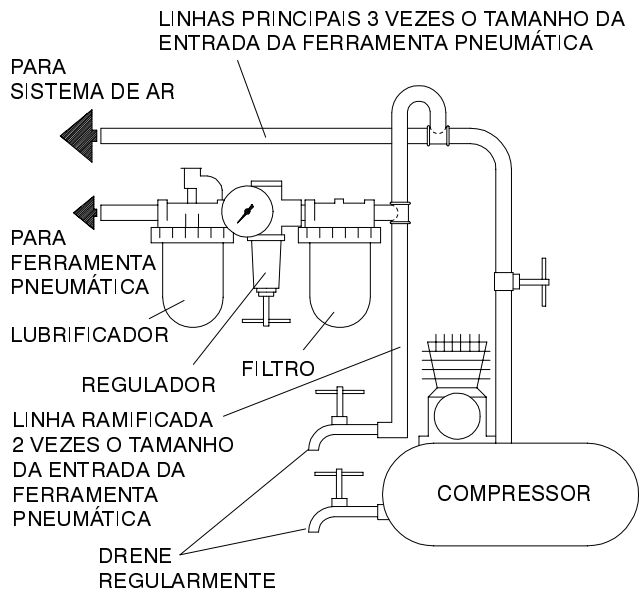 LINHAS PRINCIPAIS 3 VEZES O TAMANHO DA
ENTRADA DA FERRAMENTA PNEUMÁTICA
PARA
SISTEMA DE AR
PARA
FERRAMENTA
PNEUMÁTICA
LUBRIFICADOR
REGULADOR
FILTRO
LINHA RAMIFICADA
2 VEZES O TAMANHO
DA ENTRADA DA
FERRAMENTA
PNEUMÁTICA
COMPRESSOR
DRENE
REGULARMENTE